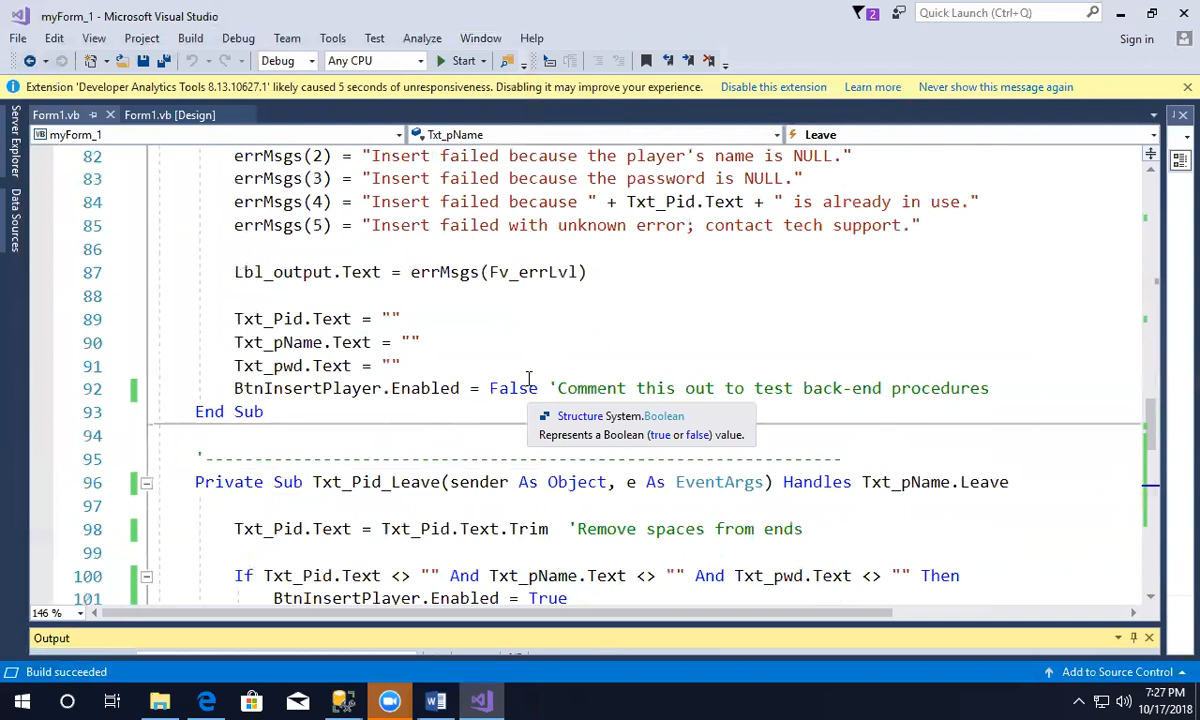 myForm_1 - Microsoft Visual Studio
2
Quick Launch (Ctrl+Q)
File Edit View Project Build Debug Team Tools Test Analyze Window Help
Sign in
Debug Any CPU Start
Extension 'Developer Analytics Tools 8.13.10627.1' likely caused 5 seconds of unresponsiveness. Disabling it may improve your experience. Disable this extension Learn more Never show this message again
Form1.vb Form1.vb [Design]
Server Explorer
Data Sources
VB myForm_1 Txt_pName Leave
82 errMsgs(2) = "Insert failed because the player's name is NULL."
83 errMsgs(3) = "Insert failed because the password is NULL."
84 errMsgs(4) = "Insert failed because " + Txt_Pid.Text + " is already in use."
85 errMsgs(5) = "Insert failed with unknown error; contact tech support."
86
87 Lbl_output.Text = errMsgs(Fv_errLvl)
88
89 Txt_Pid.Text = ""
90 Txt_pName.Text = ""
91 Txt_pwd.Text = ""
92 BtnInsertPlayer.Enabled = False 'Comment this out to test back-end procedures
93 End Sub
Structure System.Boolean
Represents a Boolean (true or false) value.
94
95 '-----------------------------------------------------------------
96 Private Sub Txt_Pid_Leave(sender As Object, e As EventArgs) Handles Txt_pName.Leave
97
98 Txt_Pid.Text = Txt_Pid.Text.Trim 'Remove spaces from ends
99
100 If Txt_Pid.Text <> "" And Txt_pName.Text <> "" And Txt_pwd.Text <> "" Then
101 BtnInsertPlayer.Enabled = True
146 %
Output
Build succeeded
Add to Source Control
7:27 PM
10/17/2018